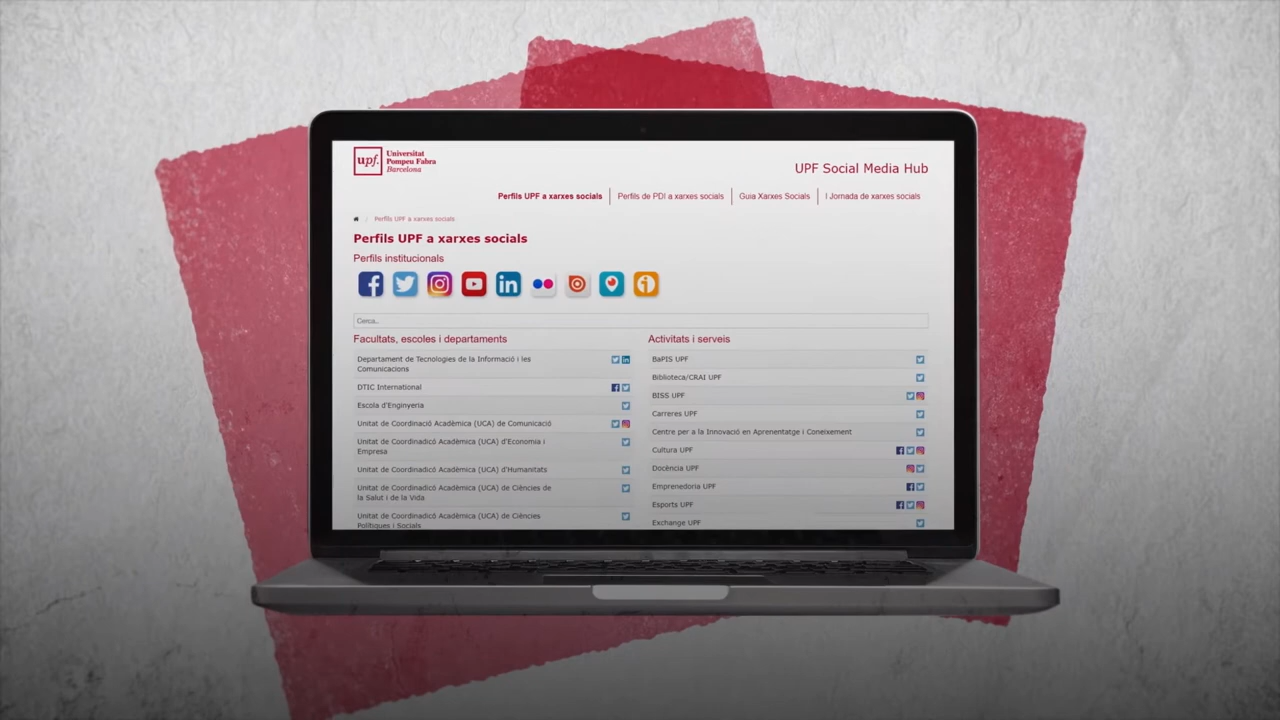 upf.
Universitat
Pompeu Fabra
Barcelona
UPF Social Media Hub
Perfils UPF a xarxes socials
Perfils de PDI a xarxes socials
Guia Xarxes Socials
I Jornada de xarxes socials
/ Perfils UPF a xarxes socials
Perfils UPF a xarxes socials
Perfils institucionals
in
Cerca...
Facultats, escoles i departaments
Departament de Tecnologies de la Informació i les
Comunicacions
DTIC International
Escola d'Enginyeria
Unitat de Coordinació Acadèmica (UCA) de Comunicació
Unitat de Coordinadió Acadèmica (UCA) d'Economia i
Empresa
Unitat de Coordinadió Acadèmica (UCA) d'Humanitats
Unitat de Coordinadió Acadèmica (UCA) de Ciències de
la Salut i de la Vida
Unitat de Coordinadió Acadèmica (UCA) de Ciències
Polítiques i Socials
Activitats i serveis
BaPIS UPF
Biblioteca/CRAI UPF
BISS UPF
Carreres UPF
Centre per a la Innovació en Aprenentatge i Coneixement
Cultura UPF
Docència UPF
Emprenedoria UPF
Esports UPF
Exchange UPF